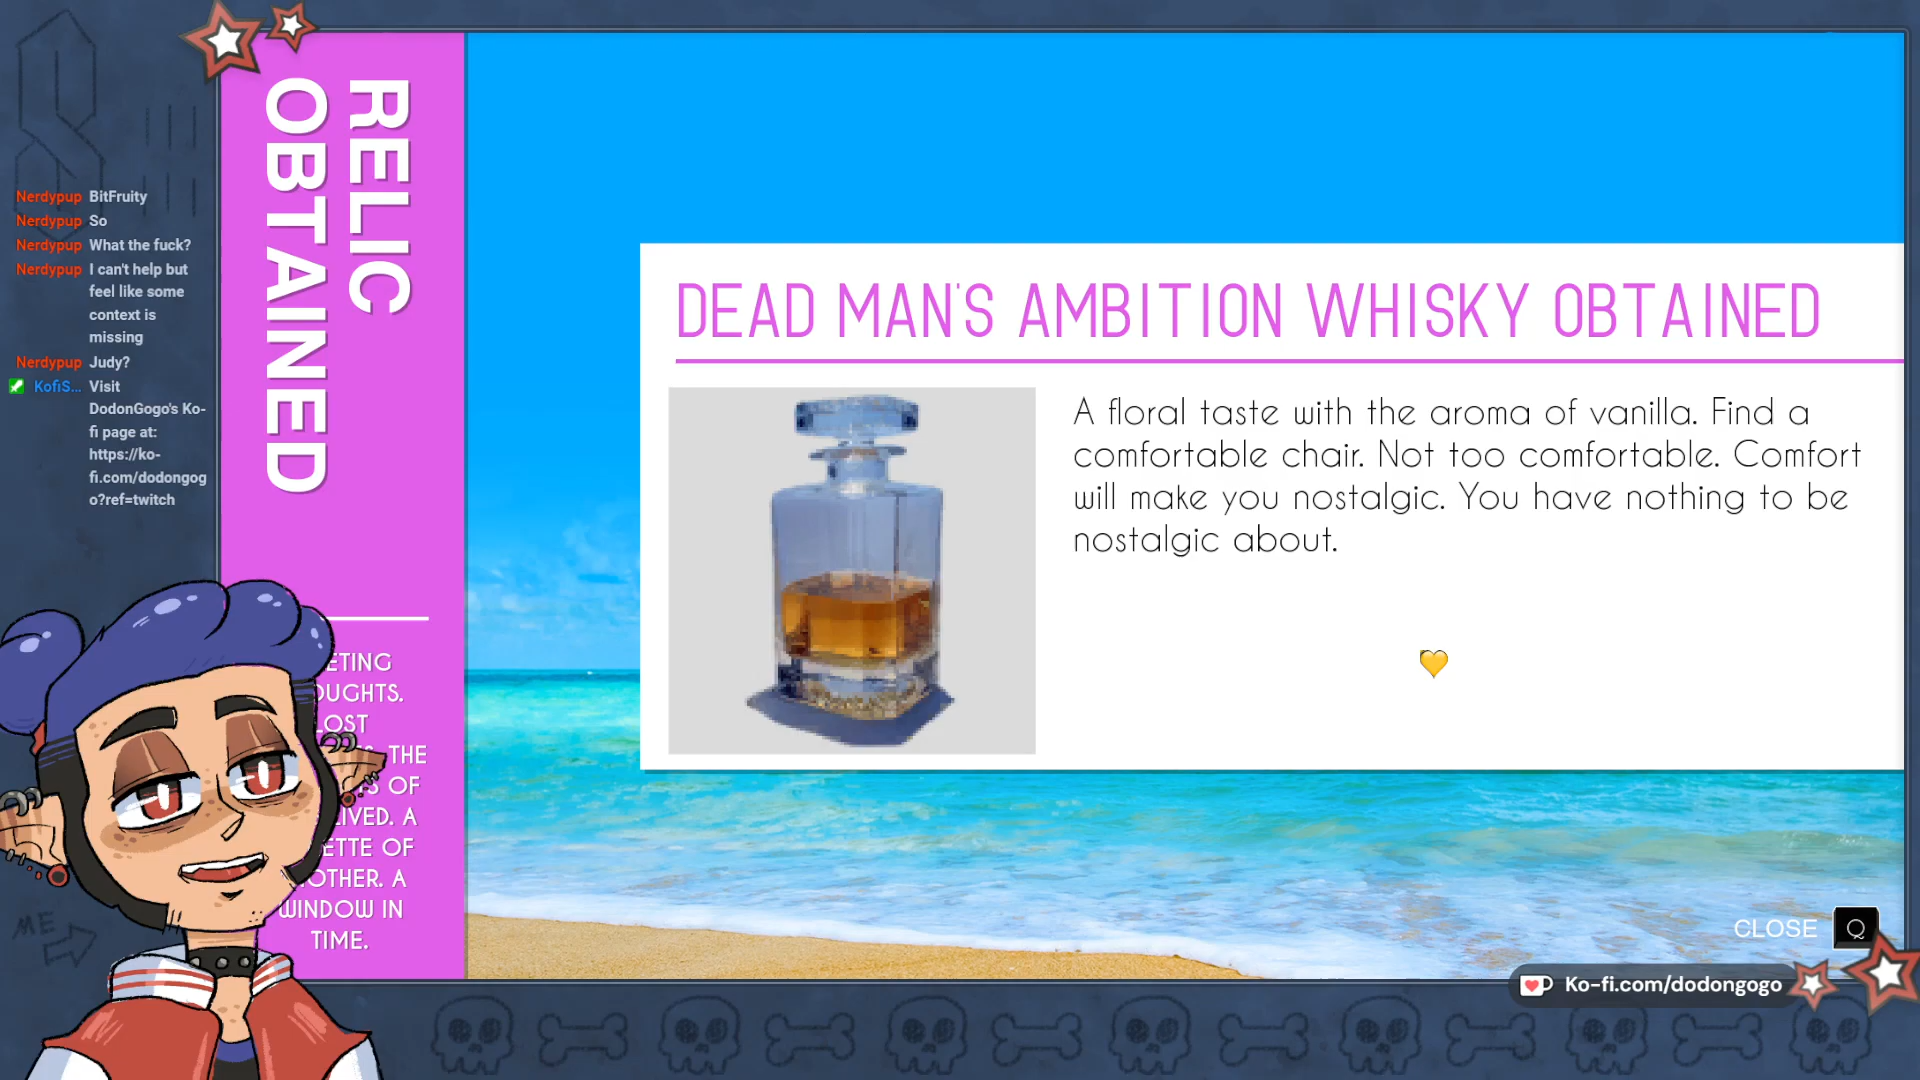 RELIC
OBTAINED
Nerdypup BitFruity
Nerdypup So
Nerdypup What the fuck?
Nerdypup I can't help but
feel like some
context is
missing
Nerdypup Judy?
KofiS... Visit
DodonGogo's Ko-
fi page at:
https://ko-
fi.com/dodongog
o?ref=twitch
DEAD MAN'S AMBITION WHISKY OBTAINED
A floral taste with the aroma of vanilla. Find a
comfortable chair. Not too comfortable. Comfort
will make you nostalgic. You have nothing to be
nostalgic about.
LOST
THE
OF
LIVED. A
OF
A
WINDOW IN
TIME.
ME
CLOSE Q
Ko-fi.com/dodongogo